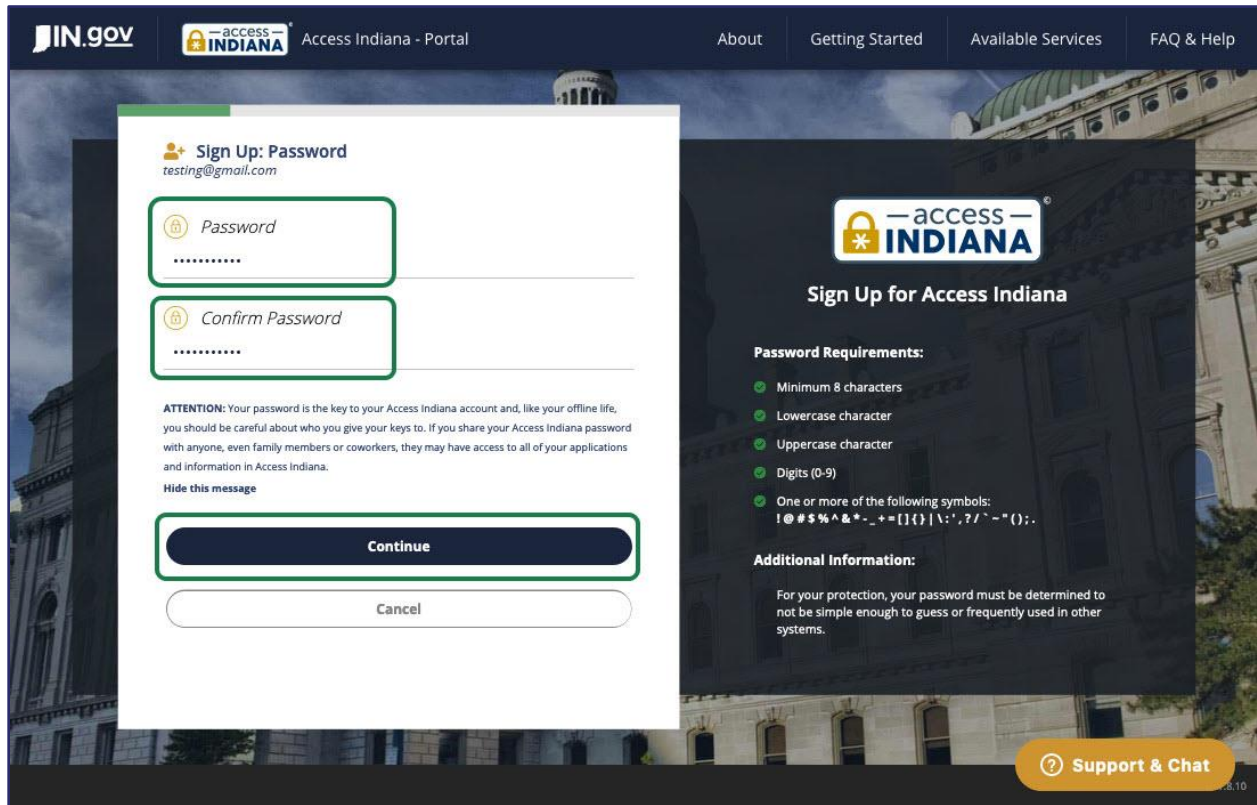 IN.gov
access
INDIANA
Access Indiana - Portal
About
Getting Started
Available Services
FAQ & Help
Sign Up: Password
testing@gmail.com
Password
...........
Confirm Password
...........
ATTENTION: Your password is the key to your Access Indiana account and, like your offline life,
you should be careful about who you give your keys to. If you share your Access Indiana password
with anyone, even family members or coworkers, they may have access to all of your applications
and information in Access Indiana.
Hide this message
Continue
Cancel
access
INDIANA
©
Sign Up for Access Indiana
Password Requirements:
Minimum 8 characters
Lowercase character
Uppercase character
Digits (0-9)
One or more of the following symbols:
! @ # $ % ^ & * - _ + = [ ] { } | \ : ' , ? / ` ~ " ( ) ; .
Additional Information:
For your protection, your password must be determined to
not be simple enough to guess or frequently used in other
systems.
Support & Chat